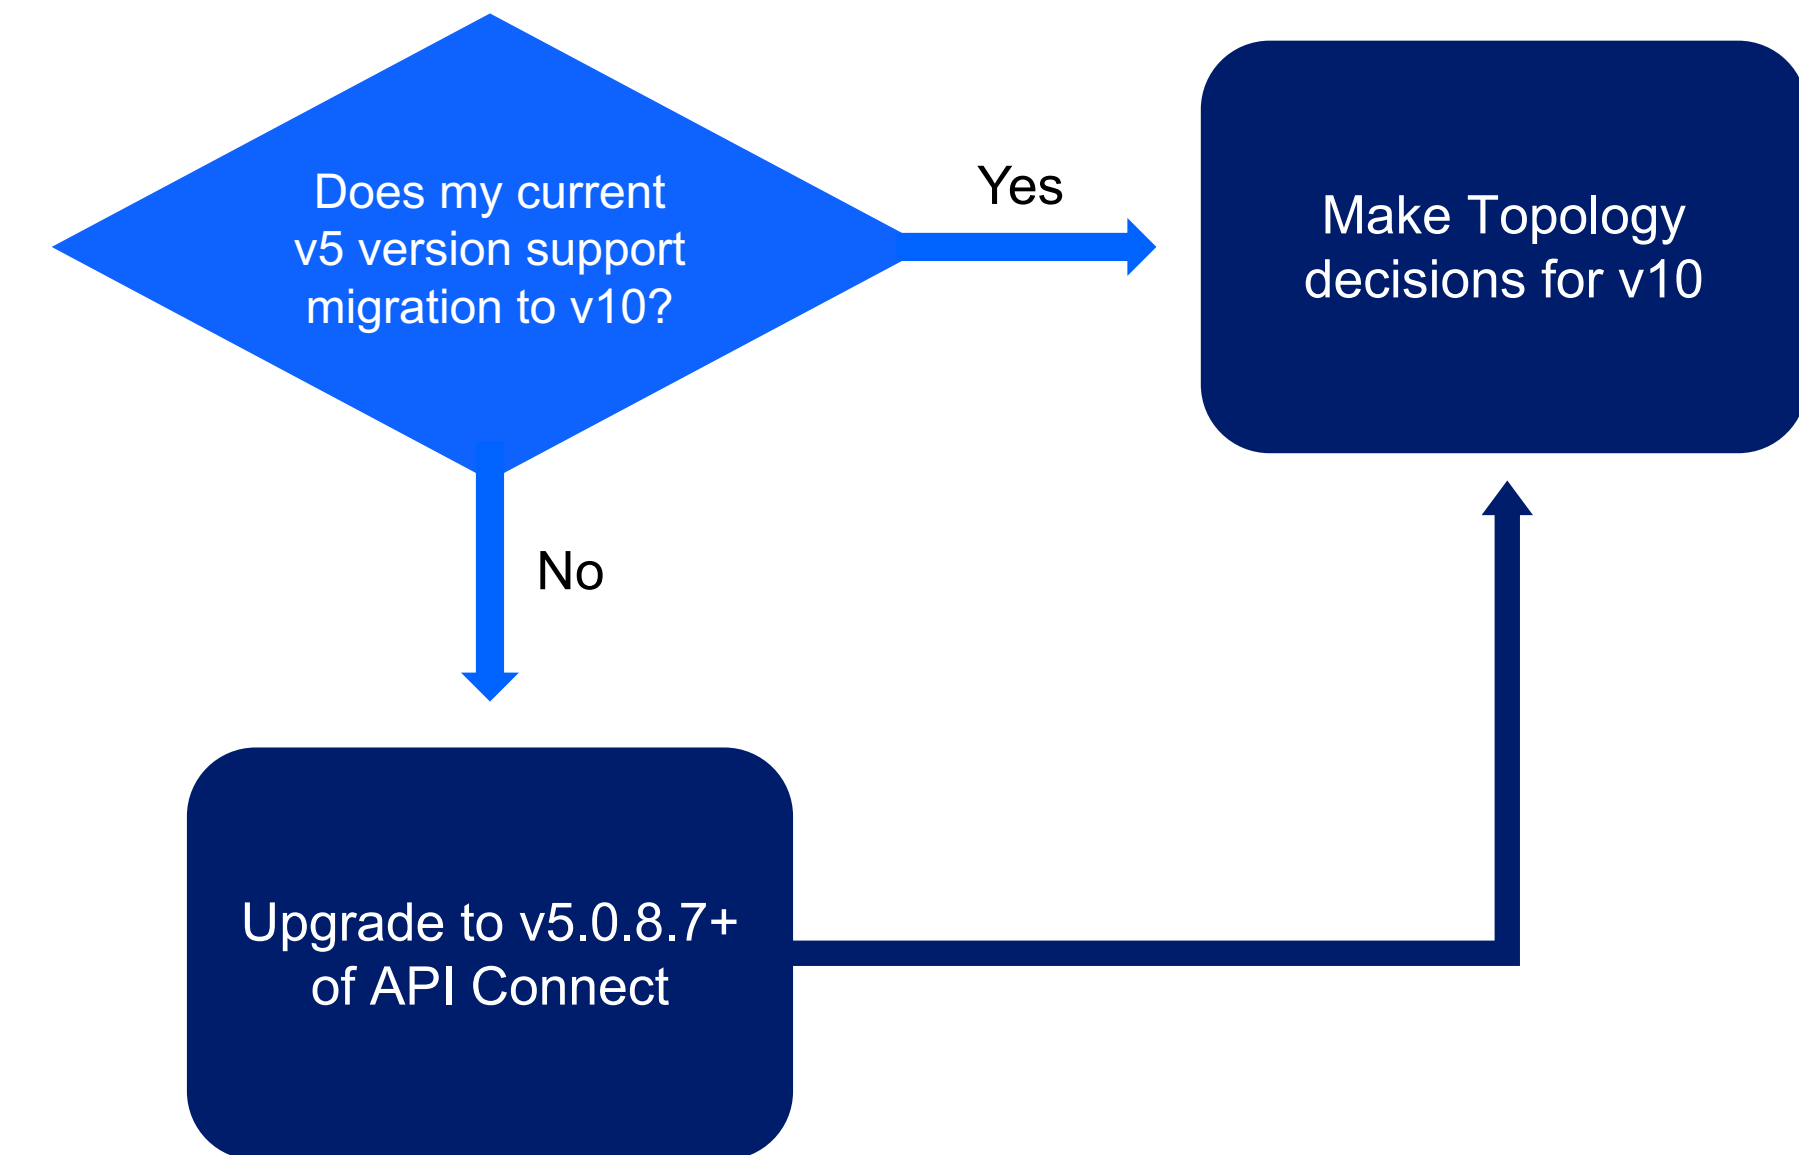 Does my current
v5 version support
migration to v10?
Yes
Make Topology
decisions for v10
No
Upgrade to v5.0.8.7+
of API Connect